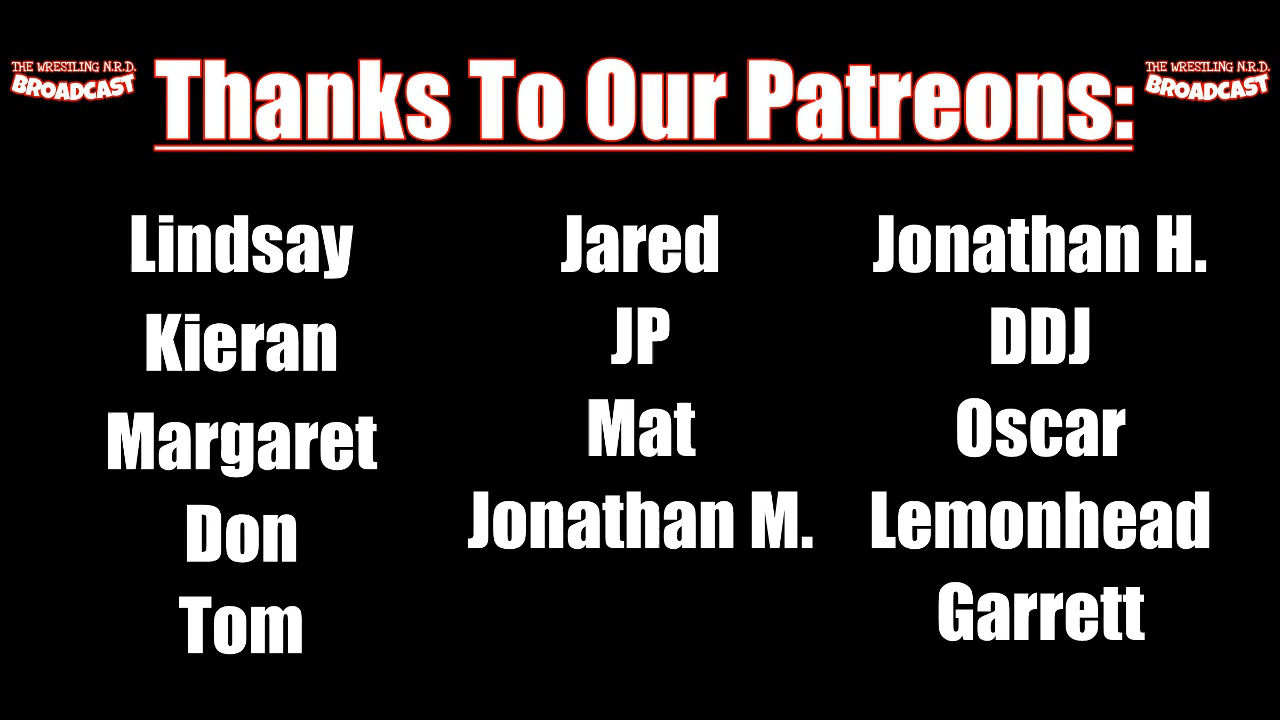 THE WRESTLING N.R.D.
BROADCAST
Thanks To Our Patreons:
THE WRESTLING N.R.D.
BROADCAST
Lindsay
Kieran
Margaret
Don
Tom
Jared
JP
Mat
Jonathan M.
Jonathan H.
DDJ
Oscar
Lemonhead
Garrett